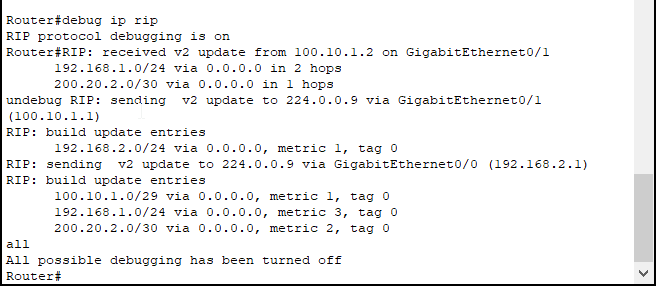 Router#debug ip rip
RIP protocol debugging is on
Router#RIP: received v2 update from 100.10.1.2 on GigabitEthernet0/1
192.168.1.0/24 via 0.0.0.0 in 2 hops
200.20.2.0/30 via 0.0.0.0 in 1 hops
undebug RIP: sending  v2 update to 224.0.0.9 via GigabitEthernet0/1
(100.10.1.1)
RIP: build update entries
192.168.2.0/24 via 0.0.0.0, metric 1, tag 0
RIP: sending  v2 update to 224.0.0.9 via GigabitEthernet0/0 (192.168.2.1)
RIP: build update entries
100.10.1.0/29 via 0.0.0.0, metric 1, tag 0
192.168.1.0/24 via 0.0.0.0, metric 3, tag 0
200.20.2.0/30 via 0.0.0.0, metric 2, tag 0
all
All possible debugging has been turned off
Router#